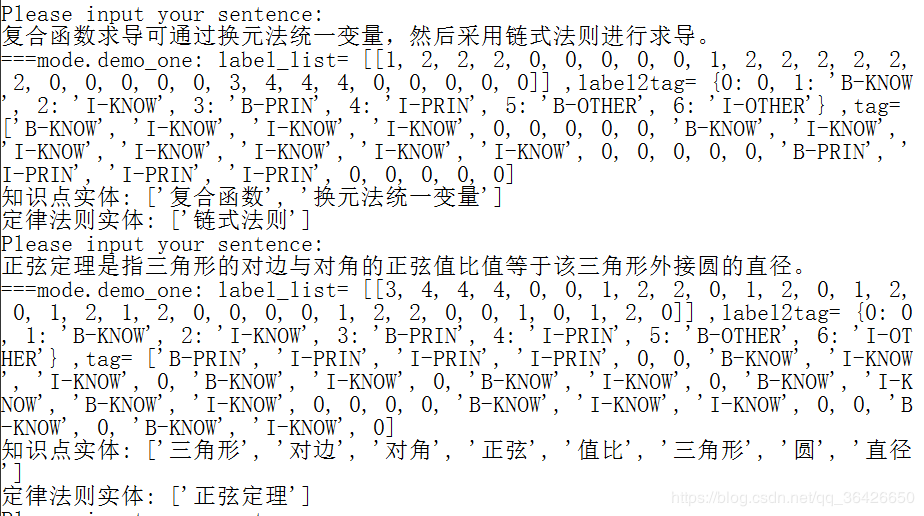 Please input your sentence:
复合函数求导可通过换元法统一变量，然后采用链式法则进行求导。
===mode.demo_one: label_list= [[1, 2, 2, 2, 0, 0, 0, 0, 0, 1, 2, 2, 2, 2, 2,
2, 0, 0, 0, 0, 0, 3, 4, 4, 4, 0, 0, 0, 0, 0]] ,label2tag= {0: 0, 1: 'B-KNOW
', 2: 'I-KNOW', 3: 'B-PRIN', 4: 'I-PRIN', 5: 'B-OTHER', 6: 'I-OTHER'} ,tag=
['B-KNOW', 'I-KNOW', 'I-KNOW', 'I-KNOW', 0, 0, 0, 0, 0, 'B-KNOW', 'I-KNOW',
'I-KNOW', 'I-KNOW', 'I-KNOW', 'I-KNOW', 'I-KNOW', 0, 0, 0, 0, 0, 'B-PRIN', '
I-PRIN', 'I-PRIN', 'I-PRIN', 0, 0, 0, 0, 0]
知识点实体: ['复合函数', '换元法统一变量']
定律法则实体: ['链式法则']
Please input your sentence:
正弦定理是指三角形的对边与对角的正弦值比值等于该三角形外接圆的直径。
===mode.demo_one: label_list= [[3, 4, 4, 4, 0, 0, 1, 2, 2, 0, 1, 2, 0, 1, 2,
0, 1, 2, 1, 2, 0, 0, 0, 0, 1, 2, 2, 0, 0, 1, 0, 1, 2, 0]] ,label2tag= {0: 0
, 1: 'B-KNOW', 2: 'I-KNOW', 3: 'B-PRIN', 4: 'I-PRIN', 5: 'B-OTHER', 6: 'I-OT
HER'} ,tag= ['B-PRIN', 'I-PRIN', 'I-PRIN', 'I-PRIN', 0, 0, 'B-KNOW', 'I-KNOW
', 'I-KNOW', 0, 'B-KNOW', 'I-KNOW', 0, 'B-KNOW', 'I-KNOW', 0, 'B-KNOW', 'I-K
NOW', 'B-KNOW', 'I-KNOW', 0, 0, 0, 0, 'B-KNOW', 'I-KNOW', 'I-KNOW', 0, 0, 'B
-KNOW', 0, 'B-KNOW', 'I-KNOW', 0]
知识点实体: ['三角形', '对边', '对角', '正弦', '值比', '三角形', '圆', '直径
']
定律法则实体: ['正弦定理']
https://blog.csdn.net/qq_36426650